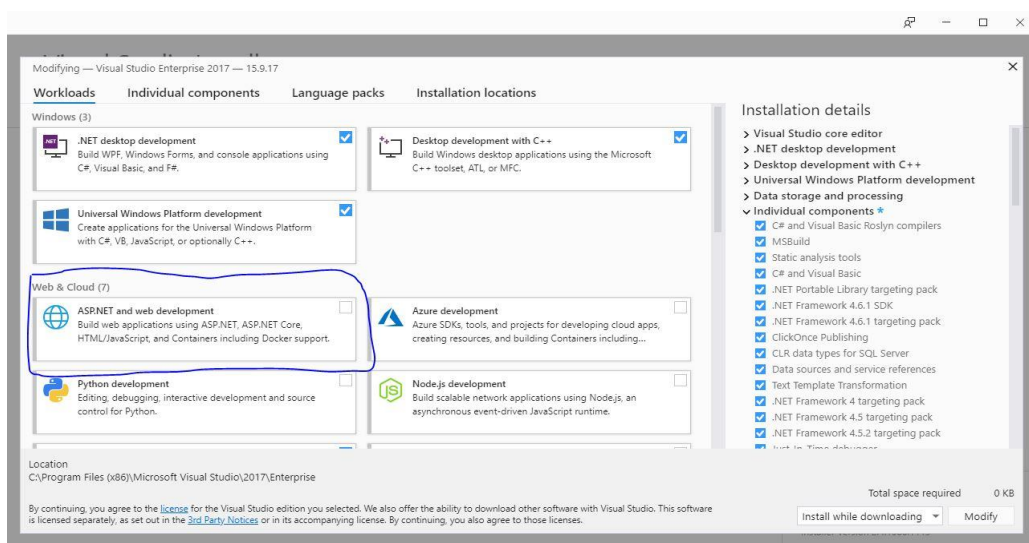 Modifying — Visual Studio Enterprise 2017 — 15.9.17
Workloads
Individual components
Language packs
Installation locations
Windows (3)
.NET desktop development
Build WPF, Windows Forms, and console applications using
C#, Visual Basic, and F#.
Desktop development with C++
Build Windows desktop applications using the Microsoft
C++ toolset, ATL, or MFC.
Universal Windows Platform development
Create applications for the Universal Windows Platform
with C#, VB, JavaScript, or optionally C++.
Web & Cloud (7)
ASP.NET and web development
Build web applications using ASP.NET, ASP.NET Core,
HTML/JavaScript, and Containers including Docker support.
Azure development
Azure SDKs, tools, and projects for developing cloud apps,
creating resources, and building Containers including...
Python development
Editing, debugging, interactive development and source
control for Python.
Node.js development
Build scalable network applications using Node.js, an
asynchronous event-driven JavaScript runtime.
Installation details
Visual Studio core editor
.NET desktop development
Desktop development with C++
Universal Windows Platform development
Data storage and processing
Individual components *
C# and Visual Basic Roslyn compilers
MSBuild
Static analysis tools
C# and Visual Basic
.NET Portable Library targeting pack
.NET Framework 4.6.1 SDK
.NET Framework 4.6.1 targeting pack
ClickOnce Publishing
CLR data types for SQL Server
Data sources and service references
Text Template Transformation
.NET Framework 4 targeting pack
.NET Framework 4.5 targeting pack
.NET Framework 4.5.2 targeting pack
Just-In-Time debugger
Location
C:\Program Files (x86)\Microsoft Visual Studio\2017\Enterprise
By continuing, you agree to the license for the Visual Studio edition you selected. We also offer the ability to download other software with Visual Studio. This software
is licensed separately, as set out in the 3rd Party Notices or in its accompanying license. By continuing, you also agree to those licenses.
Total space required 0 KB
Install while downloading
Modify